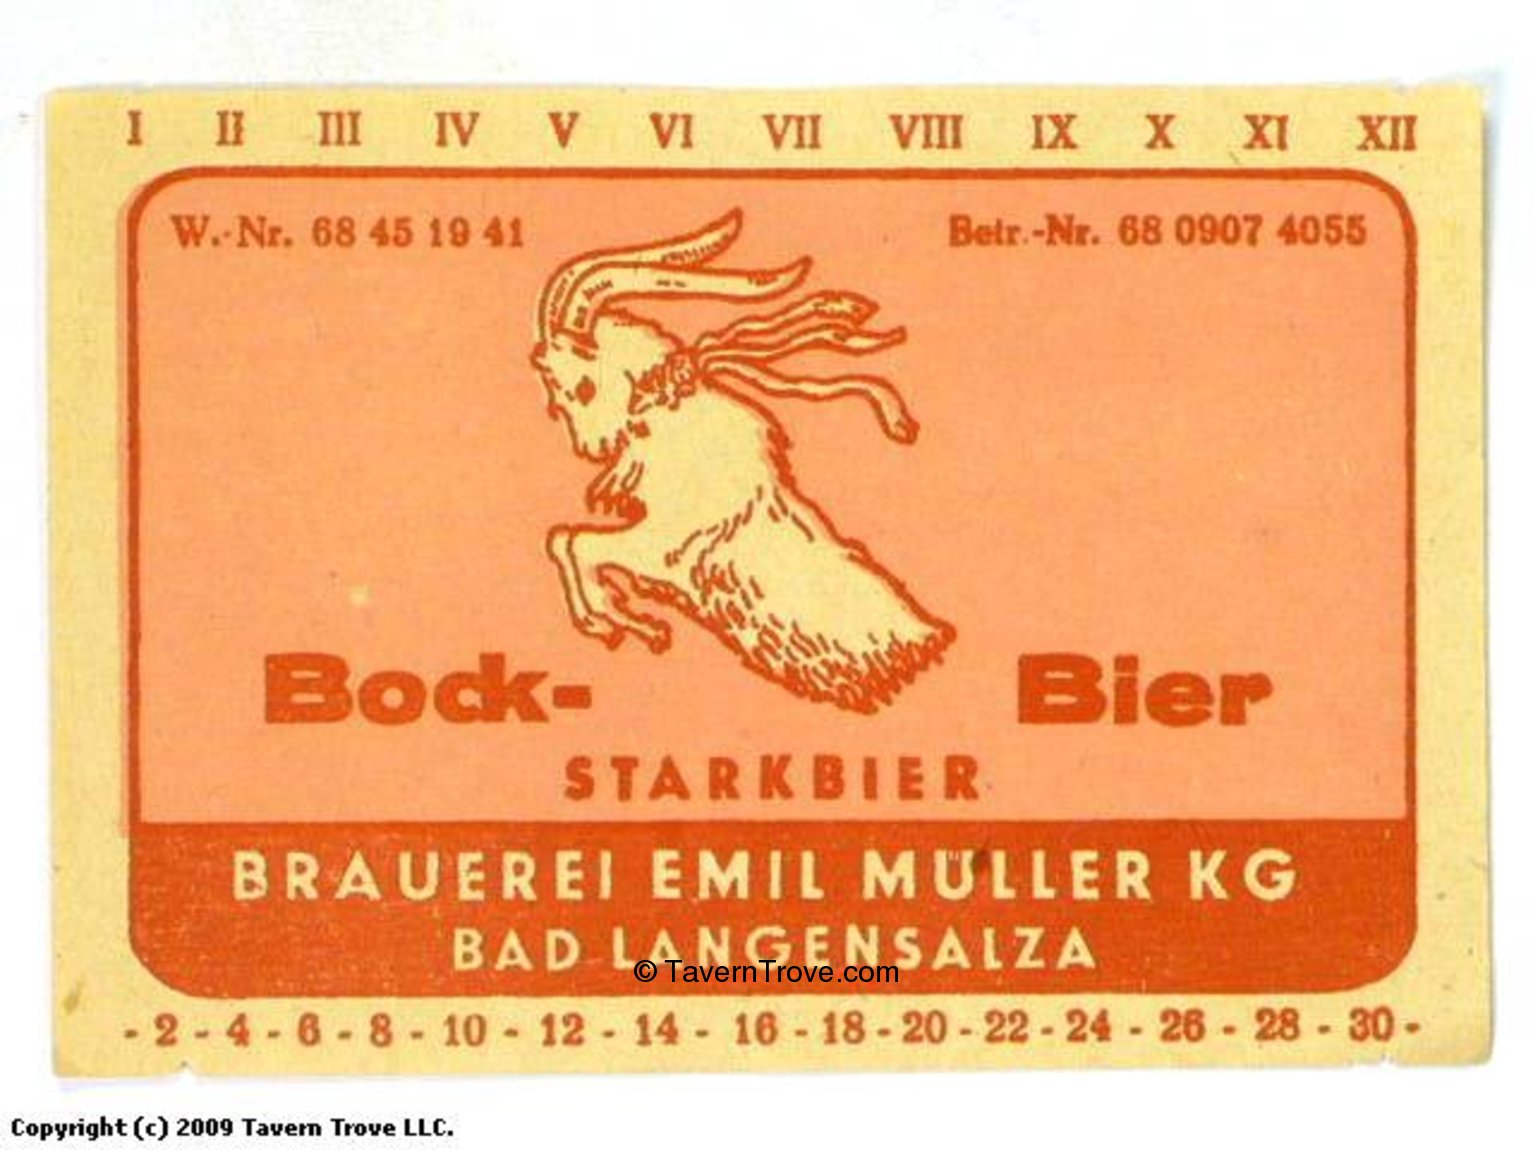 I II III IV V VI VII VIII IX X XI XII
W.-Nr. 68 45 19 41
Betr.-Nr. 68 0907 4055
Bock-Bier
STARKBIER
BRAUEREI EMIL MÜLLER KG
BAD LANGENSALZA
© TavernTrove.com
- 2 - 4 - 6 - 8 - 10 - 12 - 14 - 16 - 18 - 20 - 22 - 24 - 26 - 28 - 30 -
Copyright (c) 2009 Tavern Trove LLC.